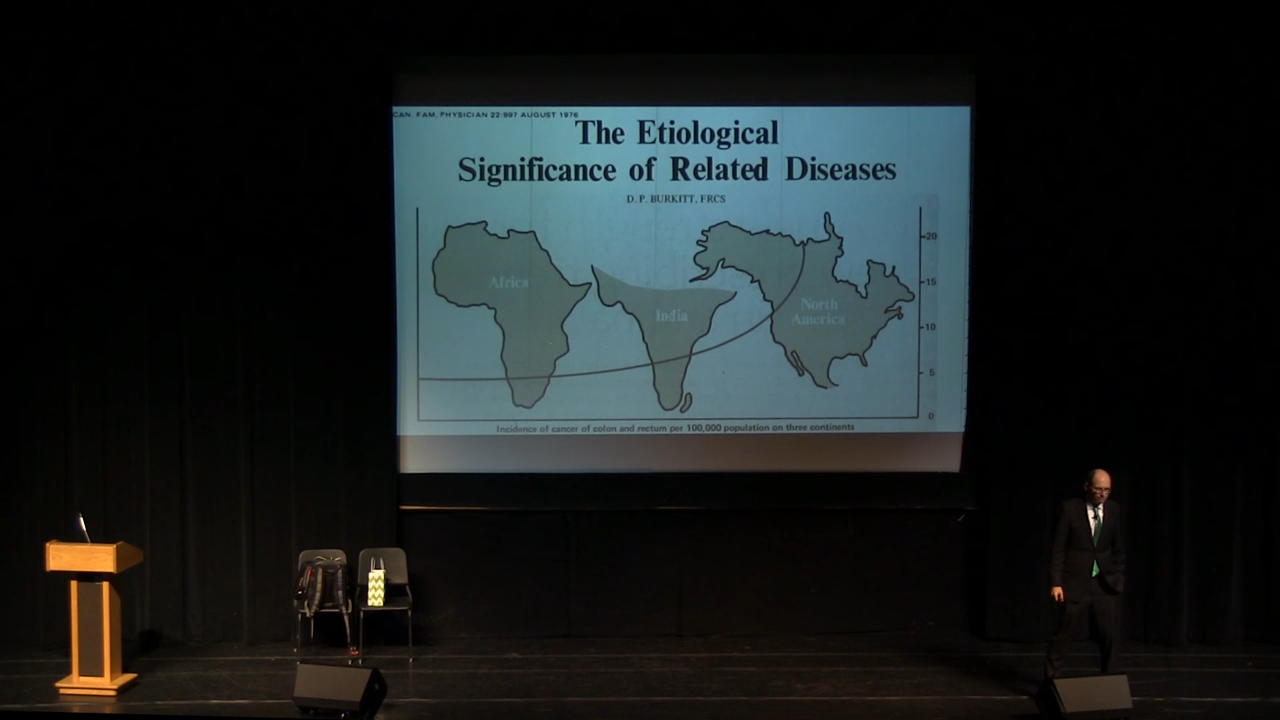 CAN. FAM. PHYSICIAN 22:997 AUGUST 1976
The Etiological
Significance of Related Diseases
D. P. BURKITT, FRCS
Africa
India
North
America
20
15
10
5
0
Incidence of cancer of colon and rectum per 100,000 population on three continents